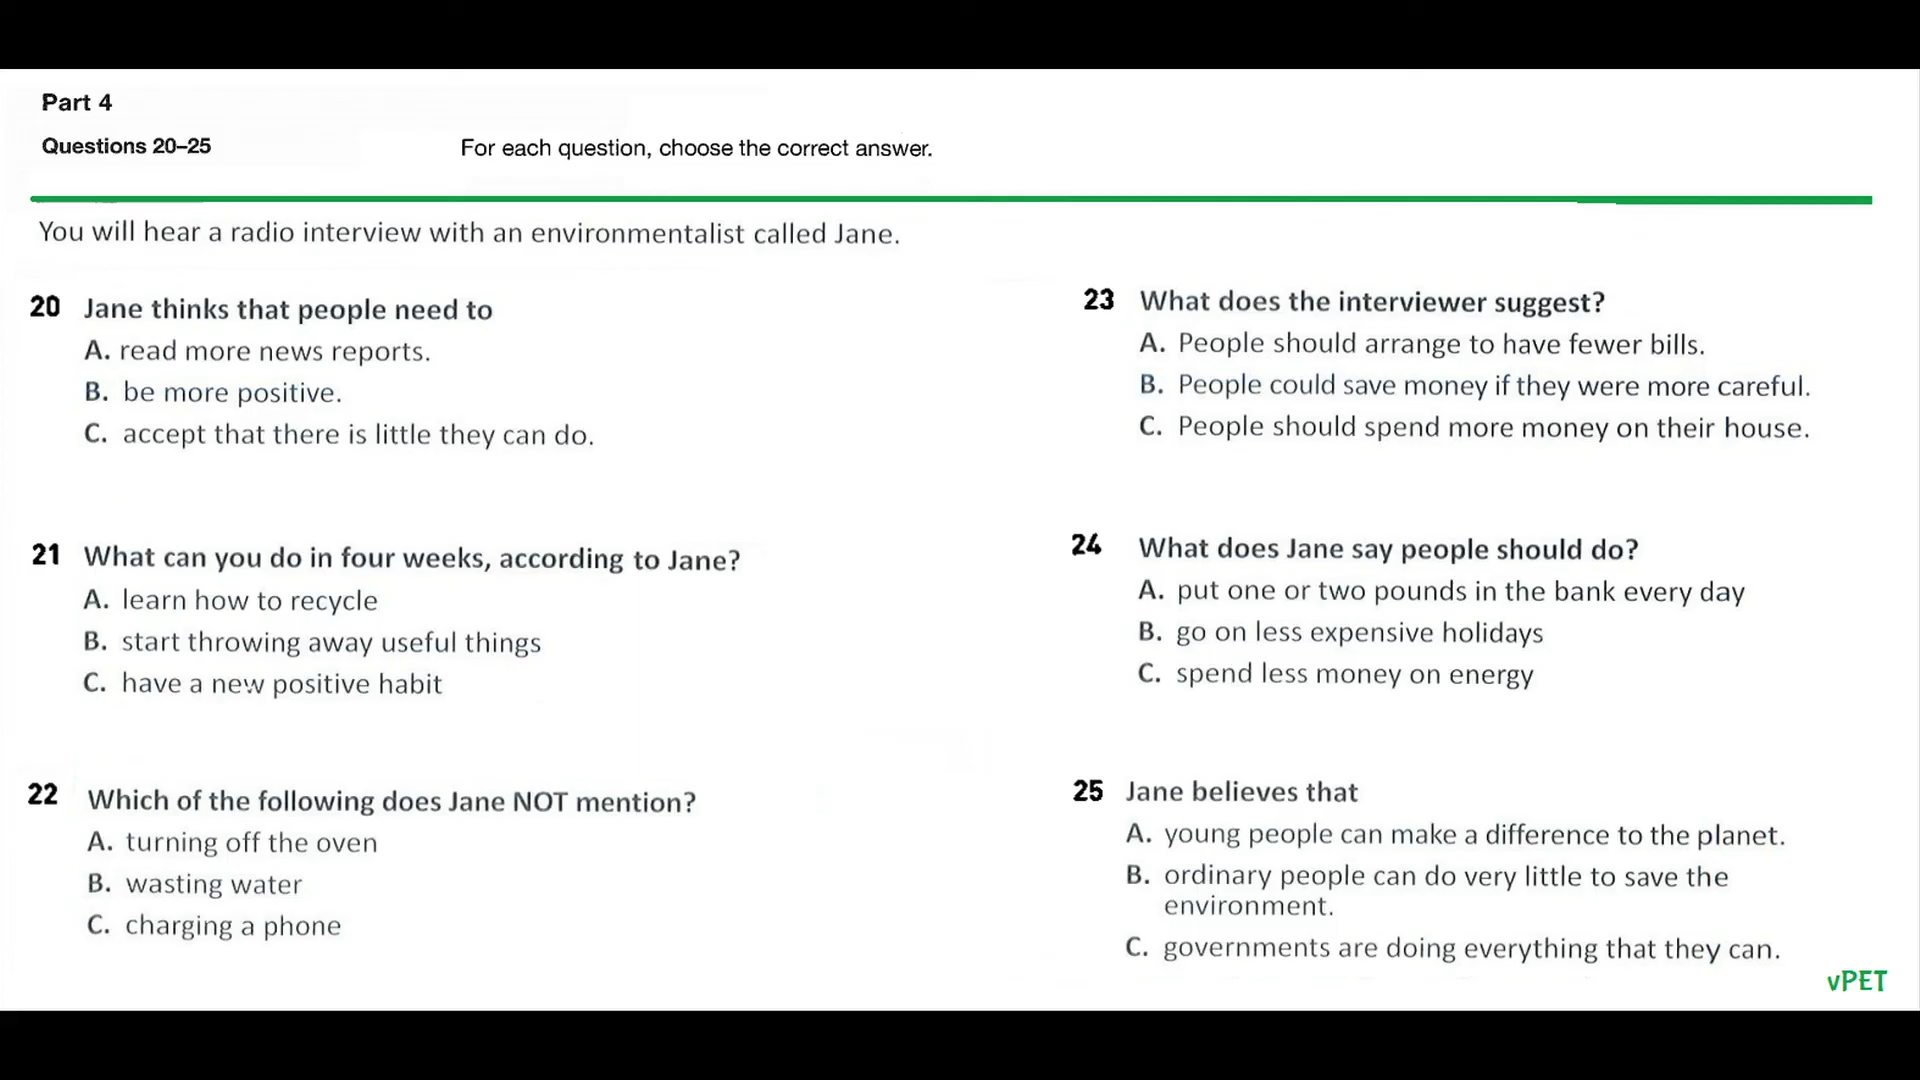 Part 4
Questions 20–25
For each question, choose the correct answer.
You will hear a radio interview with an environmentalist called Jane.
20 Jane thinks that people need to
A. read more news reports.
B. be more positive.
C. accept that there is little they can do.
21 What can you do in four weeks, according to Jane?
A. learn how to recycle
B. start throwing away useful things
C. have a new positive habit
22 Which of the following does Jane NOT mention?
A. turning off the oven
B. wasting water
C. charging a phone
23 What does the interviewer suggest?
A. People should arrange to have fewer bills.
B. People could save money if they were more careful.
C. People should spend more money on their house.
24 What does Jane say people should do?
A. put one or two pounds in the bank every day
B. go on less expensive holidays
C. spend less money on energy
25 Jane believes that
A. young people can make a difference to the planet.
B. ordinary people can do very little to save the
environment.
C. governments are doing everything that they can.
vPET